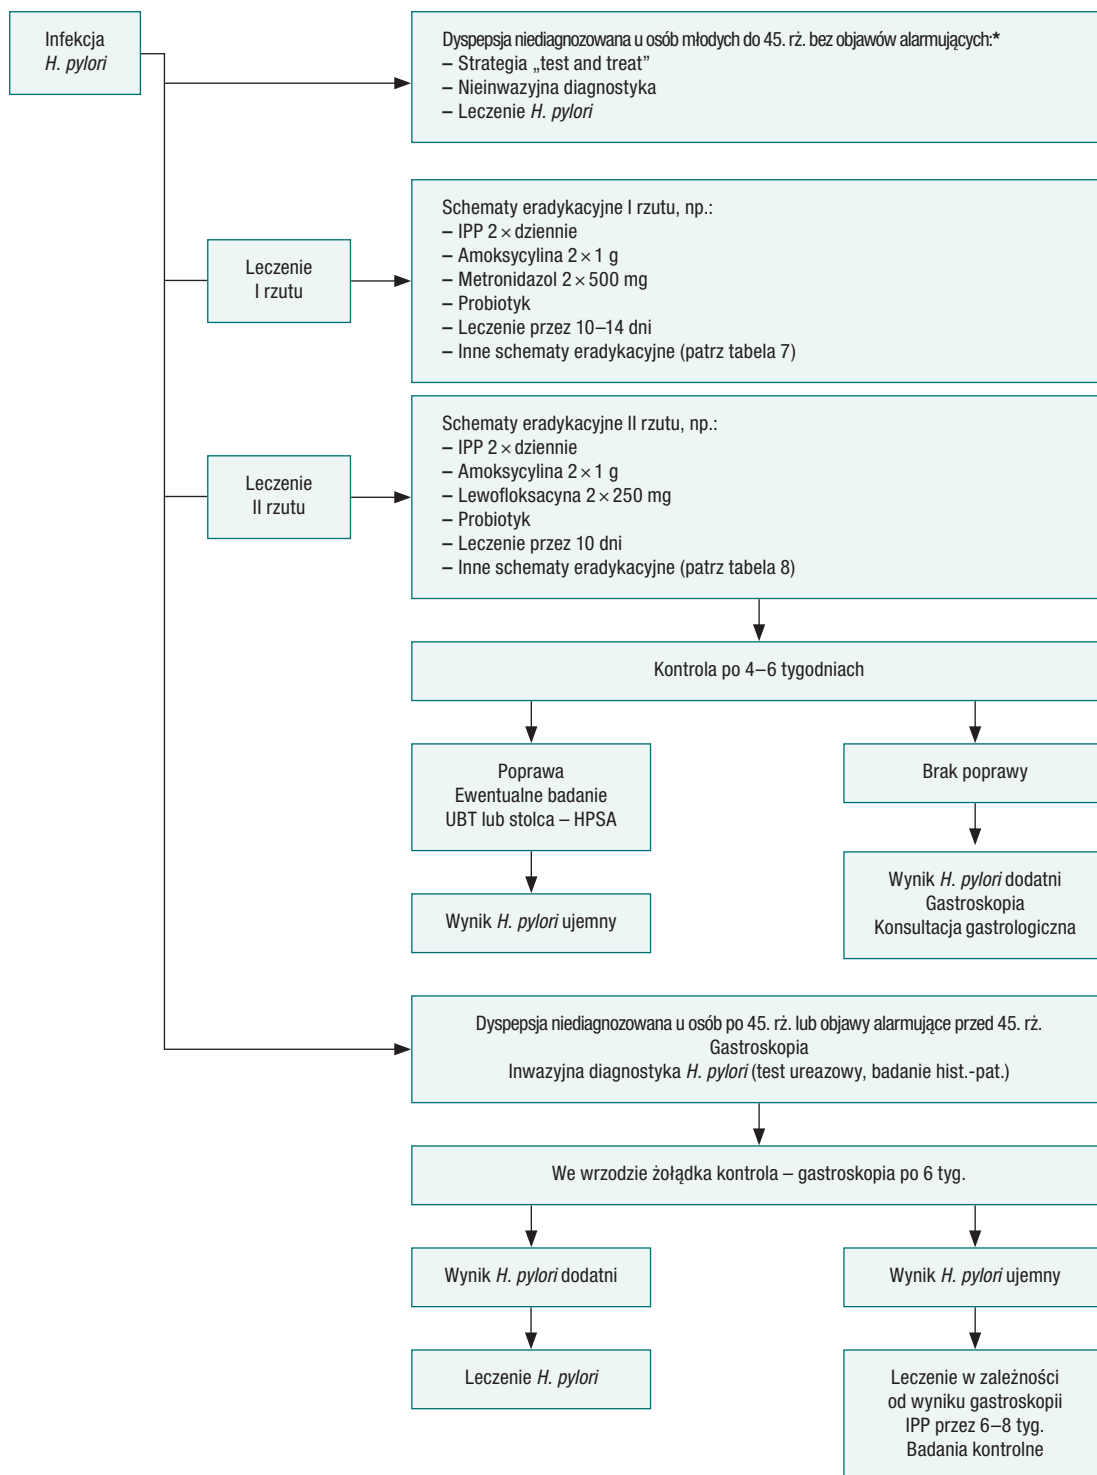 Infekcja
H. pylori
Dyspepsja niediagnozowana u osób młodych do 45. rż. bez objawów alarmujących:*
– Strategia „test and treat”
– Nieinwazyjna diagnostyka
– Leczenie H. pylori
Leczenie
I rzutu
Schematy eradykacyjne I rzutu, np.:
– IPP 2 × dziennie
– Amoksycylina 2 × 1 g
– Metronidazol 2 × 500 mg
– Probiotyk
– Leczenie przez 10–14 dni
– Inne schematy eradykacyjne (patrz tabela 7)
Leczenie
II rzutu
Schematy eradykacyjne II rzutu, np.:
– IPP 2 × dziennie
– Amoksycylina 2 × 1 g
– Lewofloksacyna 2 × 250 mg
– Probiotyk
– Leczenie przez 10 dni
– Inne schematy eradykacyjne (patrz tabela 8)
Kontrola po 4–6 tygodniach
Poprawa
Ewentualne badanie
UBT lub stolca – HPSA
Wynik H. pylori ujemny
Brak poprawy
Wynik H. pylori dodatni
Gastroskopia
Konsultacja gastrologiczna
Dyspepsja niediagnozowana u osób po 45. rż. lub objawy alarmujące przed 45. rż.
Gastroskopia
Inwazyjna diagnostyka H. pylori (test ureazowy, badanie hist.-pat.)
We wrzodzie żołądka kontrola – gastroskopia po 6 tyg.
Wynik H. pylori dodatni
Leczenie H. pylori
Wynik H. pylori ujemny
Leczenie w zależności
od wyniku gastroskopii
IPP przez 6–8 tyg.
Badania kontrolne